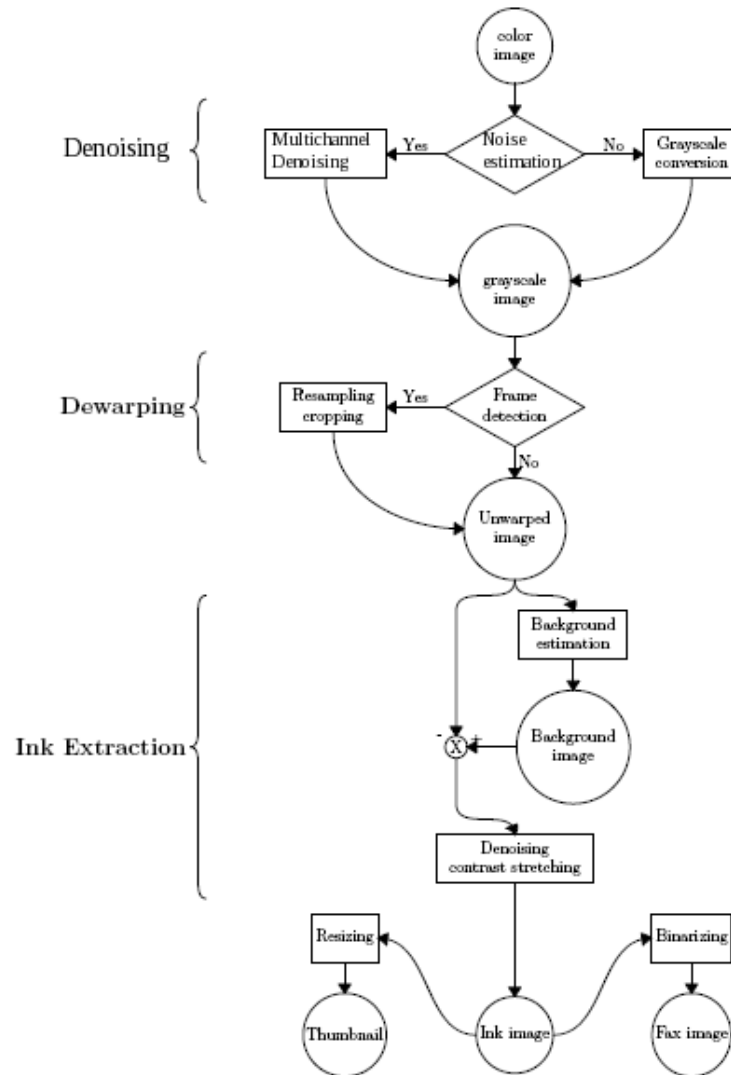 color
image
Denoising
Multichannel
Denoising
Yes
Noise
estimation
No
Grayscale
conversion
grayscale
image
Dewarping
Resampling
cropping
Yes
Frame
detection
No
Unwarped
image
Background
estimation
Ink Extraction
- X +
Background
image
Denoising
contrast stretching
Resizing
Binarizing
Thumbnail
Ink image
Fax image